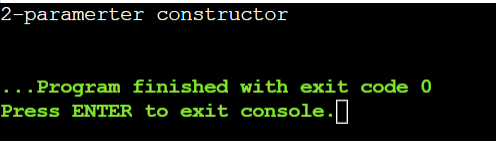 2-paramerter constructor
...Program finished with exit code 0
Press ENTER to exit console.